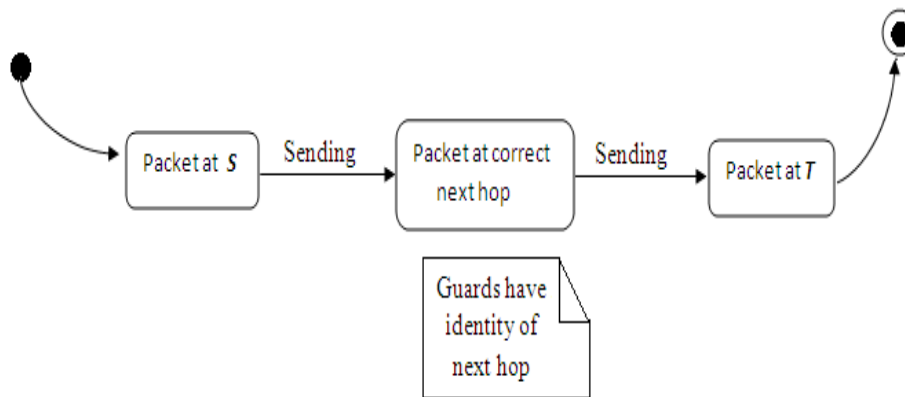 Packet at S
Sending
Packet at correct
next hop
Sending
Packet at T
Guards have
identity of
next hop